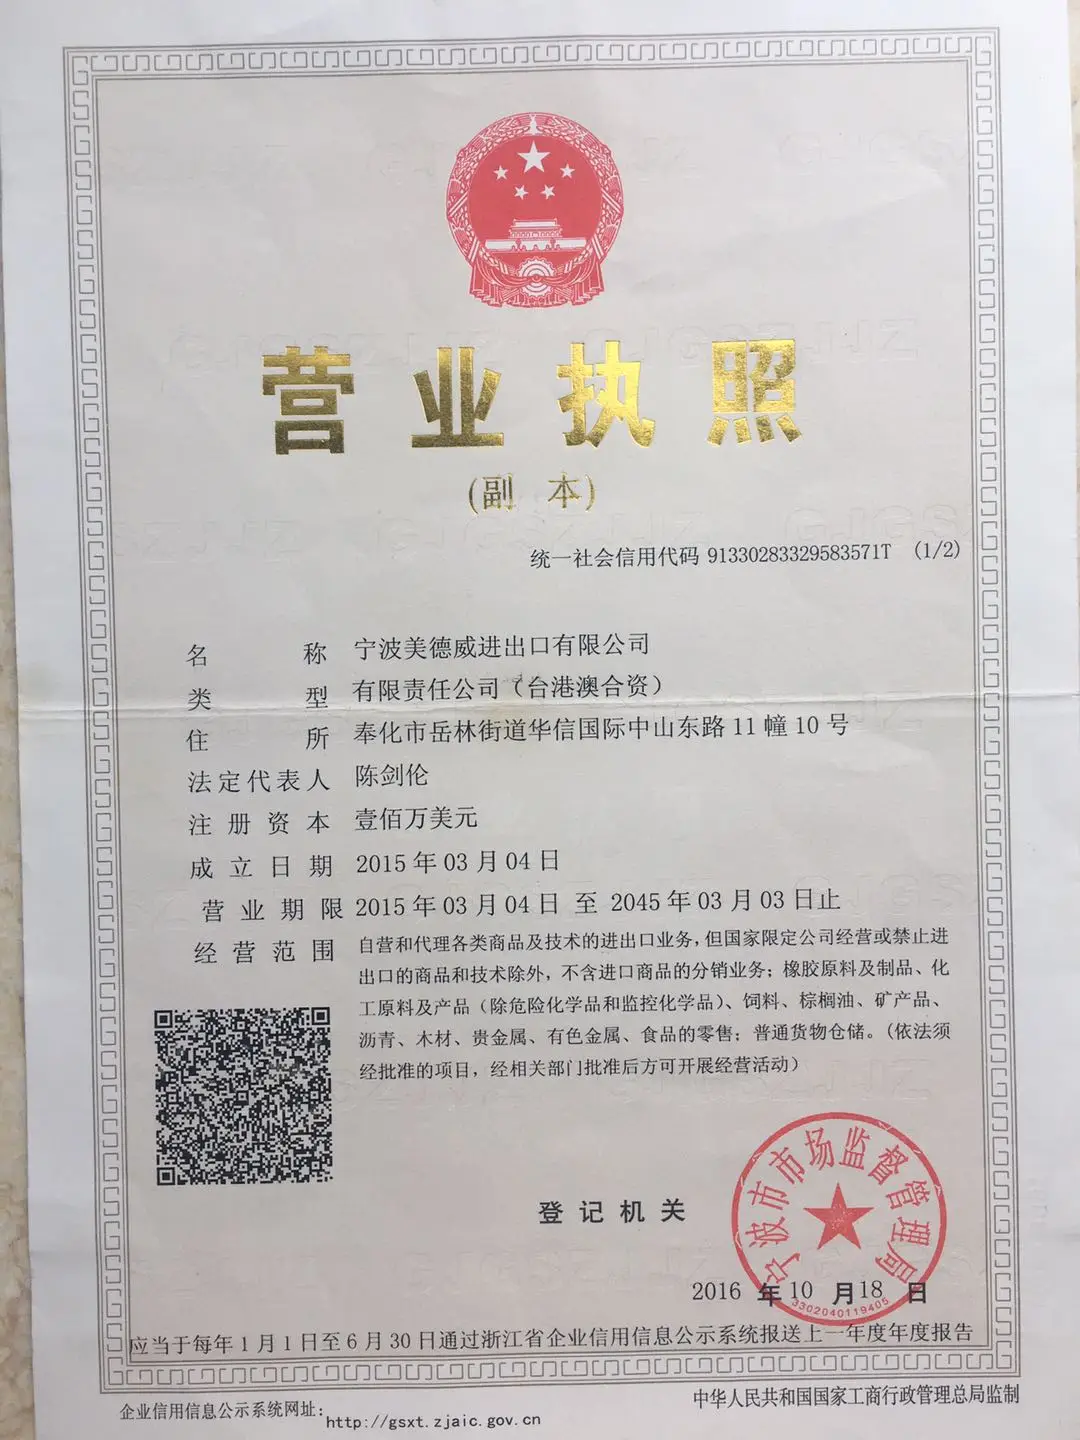 营业执照
(副 本)
统一社会信用代码 91330283329583571T (1/2)
名 称 宁波美德威进出口有限公司
类 型 有限责任公司（台港澳合资）
住 所 奉化市岳林街道华信国际中山东路11幢10号
法定代表人 陈剑伦
注册资本 壹佰万美元
成立日期 2015年03月04日
营业期限 2015年03月04日 至 2045年03月03日止
经营范围 自营和代理各类商品及技术的进出口业务，但国家限定公司经营或禁止进
出口的商品和技术除外，不含进口商品的分销业务；橡胶原料及制品、化
工原料及产品（除危险化学品和监控化学品）、饲料、棕榈油、矿产品、
沥青、木材、贵金属、有色金属、食品的零售；普通货物仓储。（依法须
经批准的项目，经相关部门批准后方可开展经营活动）
宁波市市场监督管理局
登记机关
2016 年 10 月 18 日
3302040119405
应当于每年1月1日至6月30日通过浙江省企业信用信息公示系统报送上一年度年度报告
企业信用信息公示系统网址：http://gsxt.zjaic.gov.cn
中华人民共和国国家工商行政管理总局监制